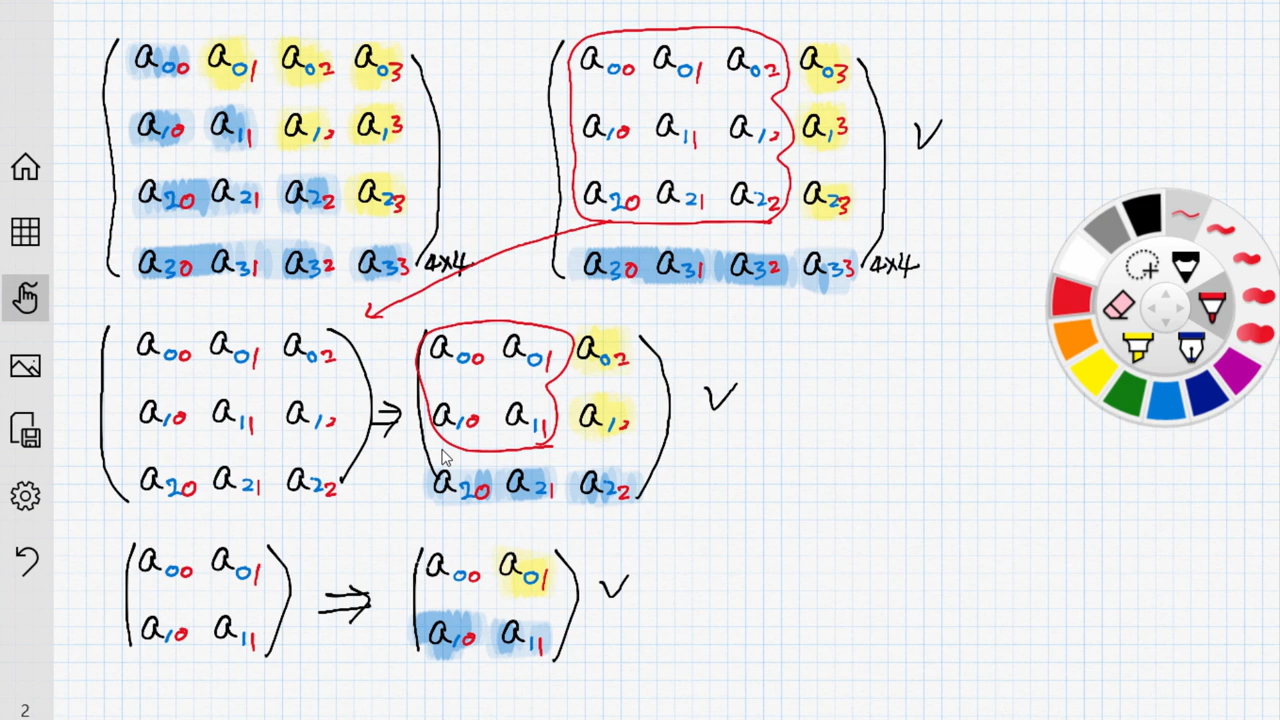 a00 a01 a02 a03
a10 a11 a12 a13
a20 a21 a22 a23
a30 a31 a32 a33 4x4
a00 a01 a02 a03
a10 a11 a12 a13 V
a20 a21 a22 a23
a30 a31 a32 a33 4x4
a00 a01 a02
a10 a11 a12 ⇒
a20 a21 a22
a00 a01 a02
a10 a11 a12 V
a20 a21 a22
a00 a01
a10 a11 ⇒
a00 a01 V
a10 a11
2